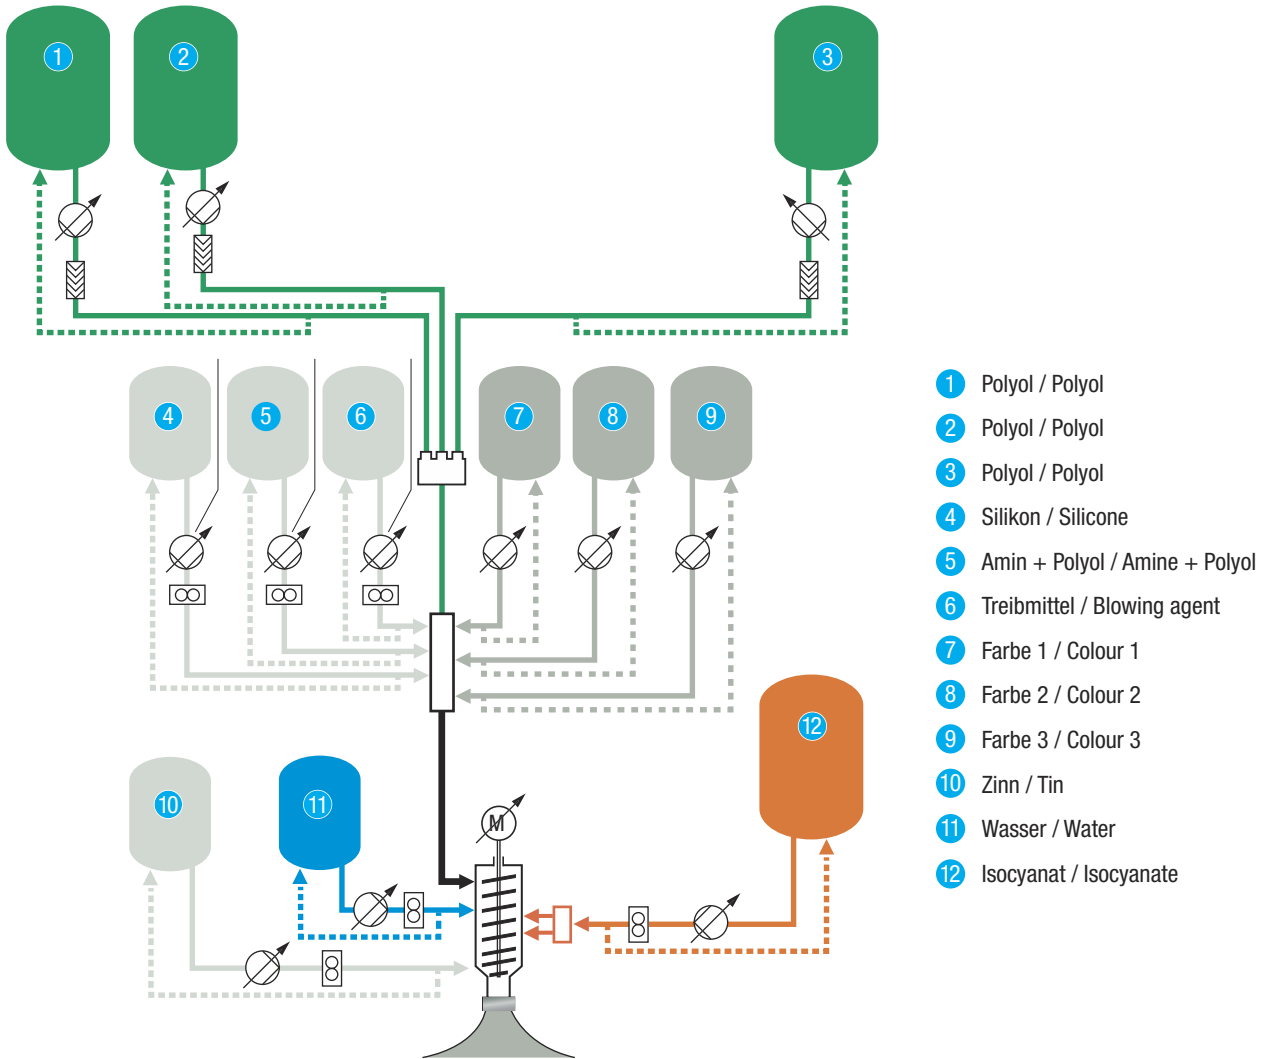 1
2
3
4
5
6
7
8
9
1 Polyol / Polyol
2 Polyol / Polyol
3 Polyol / Polyol
4 Silikon / Silicone
5 Amin + Polyol / Amine + Polyol
6 Treibmittel / Blowing agent
7 Farbe 1 / Colour 1
8 Farbe 2 / Colour 2
9 Farbe 3 / Colour 3
10 Zinn / Tin
11 Wasser / Water
12 Isocyanat / Isocyanate
12
10
11
M